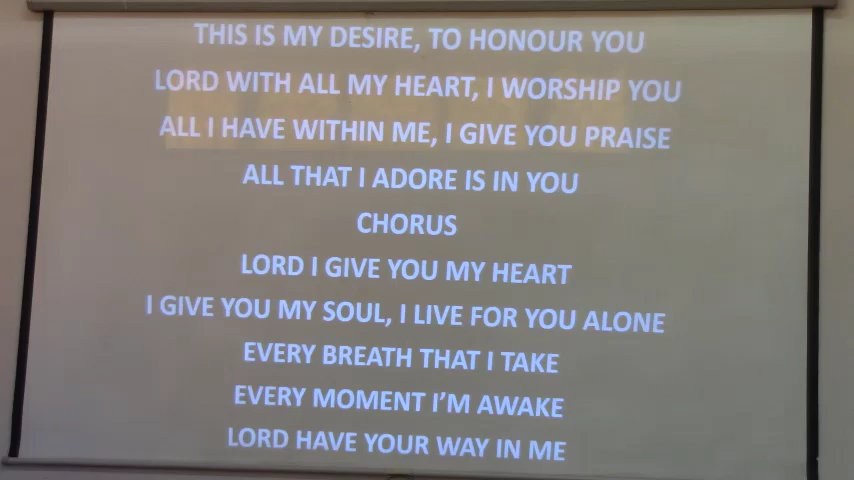 THIS IS MY DESIRE, TO HONOUR YOU
LORD WITH ALL MY HEART, I WORSHIP YOU
ALL I HAVE WITHIN ME, I GIVE YOU PRAISE
ALL THAT I ADORE IS IN YOU
CHORUS
LORD I GIVE YOU MY HEART
I GIVE YOU MY SOUL, I LIVE FOR YOU ALONE
EVERY BREATH THAT I TAKE
EVERY MOMENT I'M AWAKE
LORD HAVE YOUR WAY IN ME